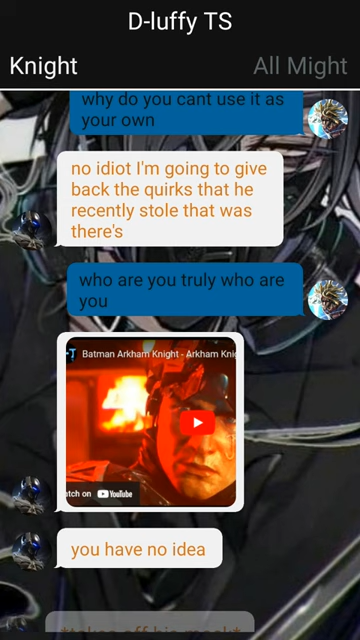 D-luffy TS
Knight
All Might
why do you cant use it as
your own
no idiot I'm going to give
back the quirks that he
recently stole that was
there's
who are you truly who are
you
Batman Arkham Knight - Arkham Knig
atch on YouTube
you have no idea